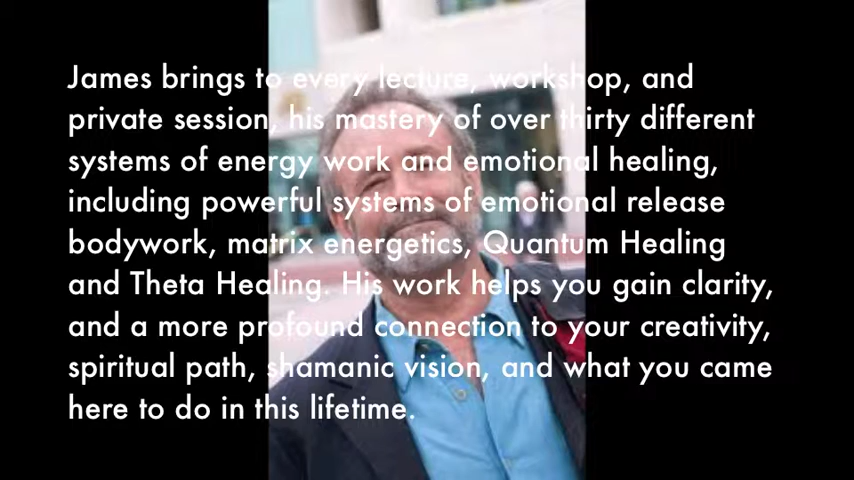 James brings to every lecture, workshop, and
private session, his mastery of over thirty different
systems of energy work and emotional healing,
including powerful systems of emotional release
bodywork, matrix energetics, Quantum Healing
and Theta Healing. His work helps you gain clarity,
and a more profound connection to your creativity,
spiritual path, shamanic vision, and what you came
here to do in this lifetime.